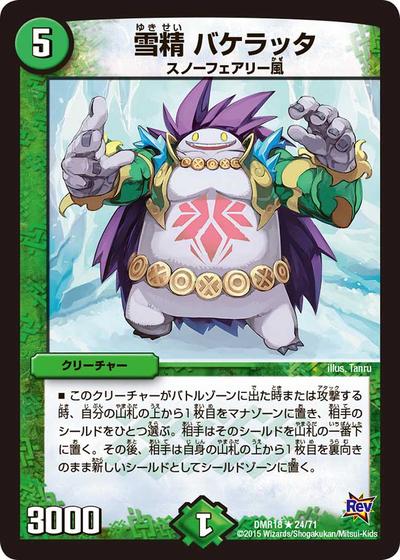 5
ゆきせい
雪精 バケラッタ
スノーフェアリー風
かぜ
クリーチャー
illus. Tanru
■ このクリーチャーがバトルゾーンに出た時または攻撃する
時、自分の山札の上から1枚目をマナゾーンに置き、相手の
シールドをひとつ選ぶ。相手はそのシールドを山札の一番下
に置く。その後、相手は自身の山札の上から1枚目を裏向き
のまま新しいシールドとしてシールドゾーンに置く。
3000
1
Rev
DMR18 ★ 24/71
©2015 Wizards/Shogakukan/Mitsui-Kids